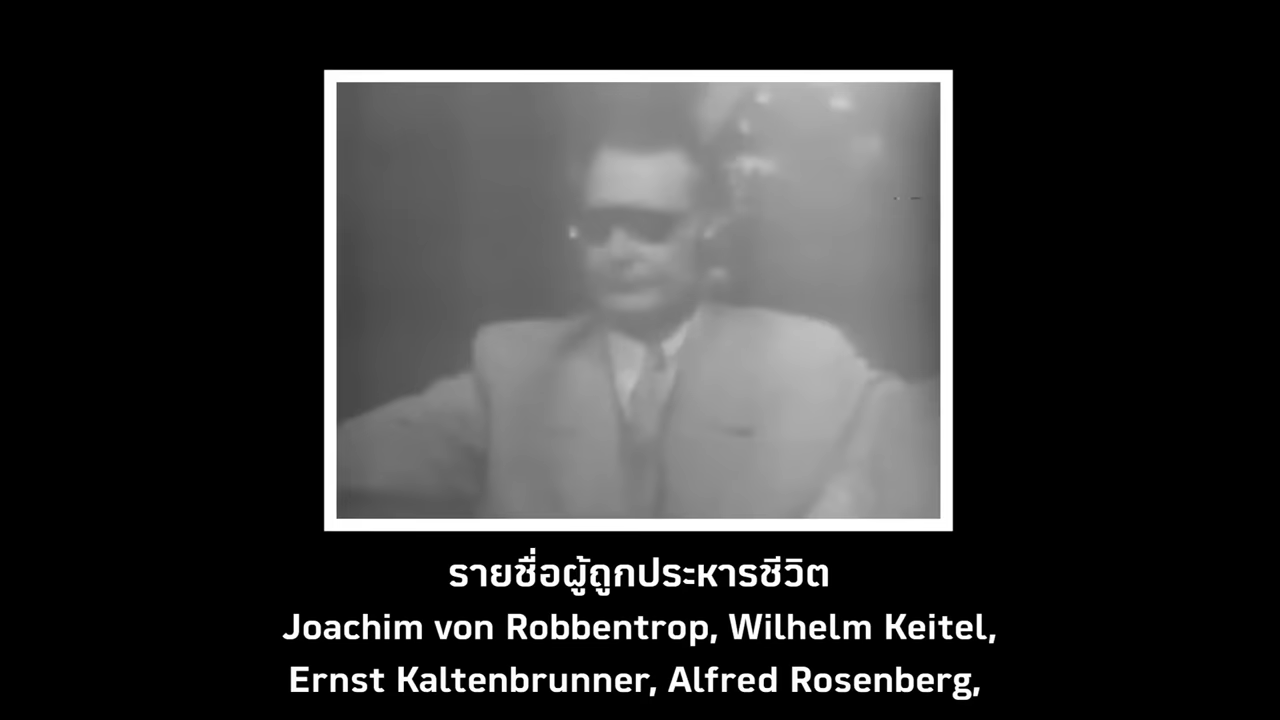 รายชื่อผู้ถูกประหารชีวิต
Joachim von Robbentrop, Wilhelm Keitel,
Ernst Kaltenbrunner, Alfred Rosenberg,